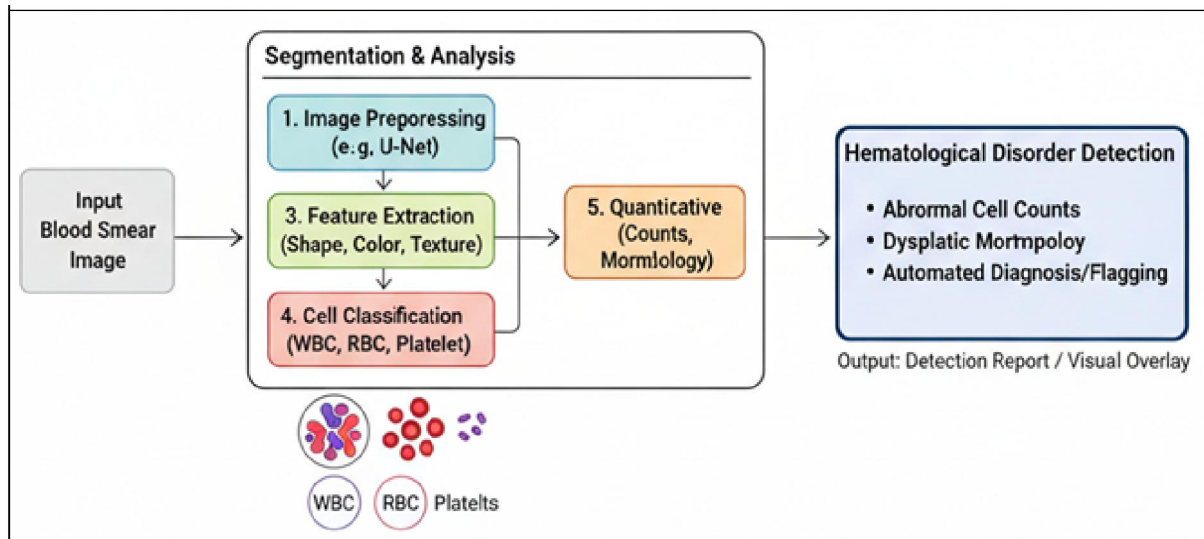 Segmentation & Analysis
Input
Blood Smear
Image
1. Image Preporessing
(e:g, U-Net)
3. Feature Extraction
(Shape, Color, Texture)
4. Cell Classification
(WBC, RBC, Platelet)
5. Quanticative
(Counts,
Mormlology)
Hematological Disorder Detection
• Abrormal Cell Counts
• Dysplatic Mortmpoloy
• Automated Diagnosis/Flagging
Output: Detection Report / Visual Overlay
WBC
RBC
Platelts